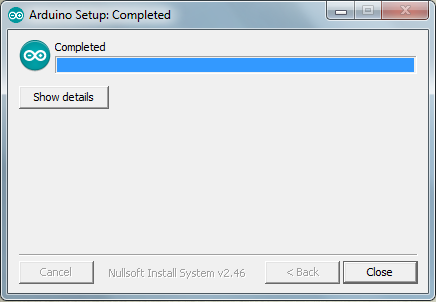 Arduino Setup: Completed
Completed
Show details
Cancel
Nullsoft Install System v2.46
< Back
Close